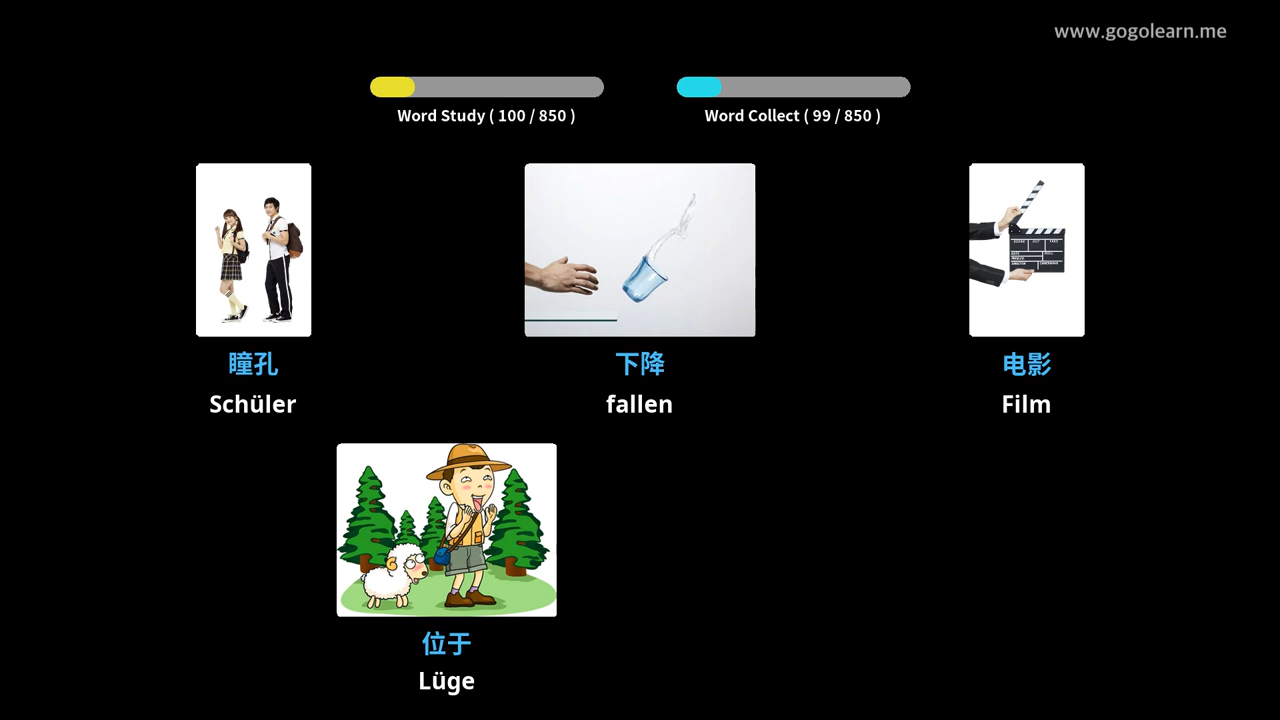 www.gogolearn.me
Word Study ( 100 / 850 )
Word Collect ( 99 / 850 )
瞳孔
Schüler
下降
fallen
电影
Film
位于
Lüge